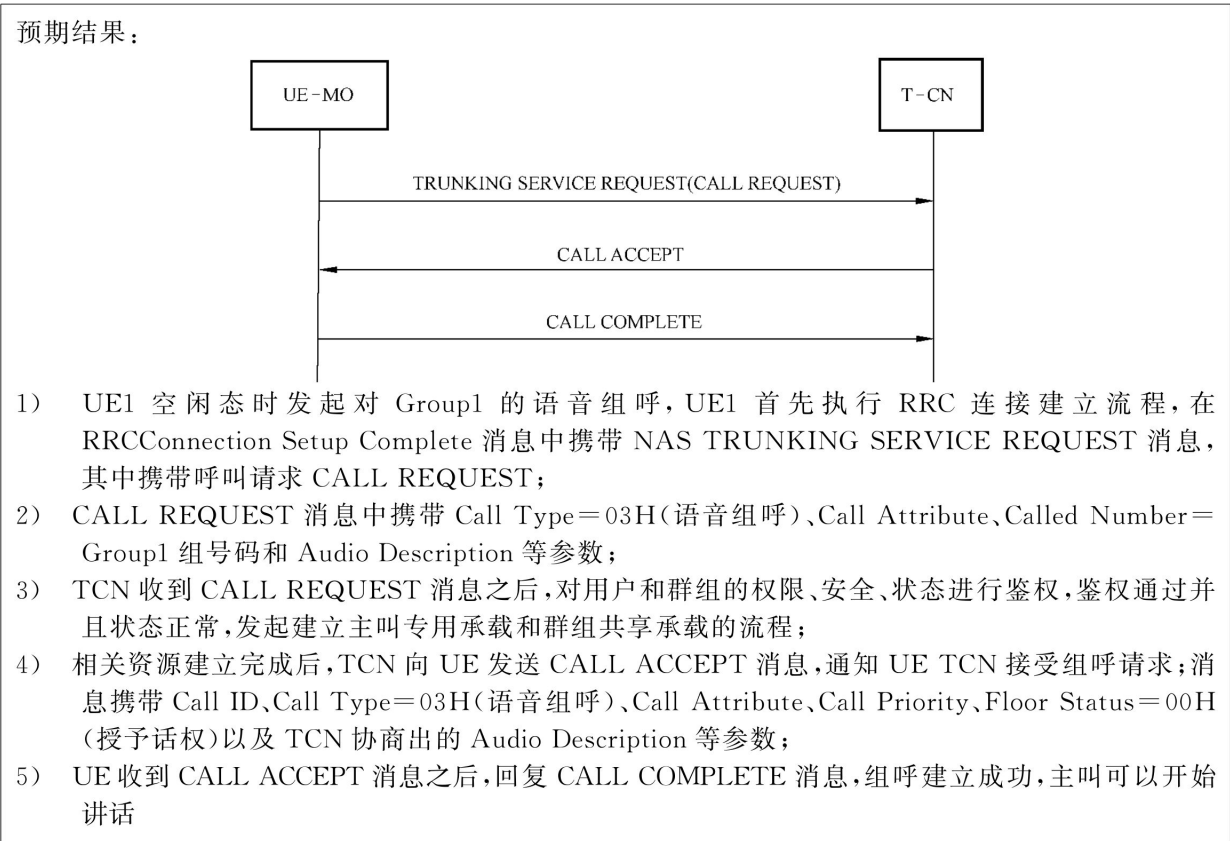 预期结果:
UE-MO
T-CN
TRUNKING SERVICE REQUEST(CALL REQUEST)
CALL ACCEPT
CALL COMPLETE
1) UE1 空闲态时发起对 Group1 的语音组呼,UE1 首先执行 RRC 连接建立流程,在
RRCConnection Setup Complete 消息中携带 NAS TRUNKING SERVICE REQUEST 消息,
其中携带呼叫请求 CALL REQUEST;
2) CALL REQUEST 消息中携带 Call Type=03H(语音组呼)、Call Attribute、Called Number=
Group1 组号码和 Audio Description 等参数;
3) TCN 收到 CALL REQUEST 消息之后,对用户和群组的权限、安全、状态进行鉴权,鉴权通过并
且状态正常,发起建立主叫专用承载和群组共享承载的流程;
4) 相关资源建立完成后,TCN 向 UE 发送 CALL ACCEPT 消息,通知 UE TCN 接受组呼请求;消
息携带 Call ID、Call Type=03H(语音组呼)、Call Attribute、Call Priority、Floor Status=00H
(授予话权)以及 TCN 协商出的 Audio Description 等参数;
5) UE 收到 CALL ACCEPT 消息之后,回复 CALL COMPLETE 消息,组呼建立成功,主叫可以开始
讲话